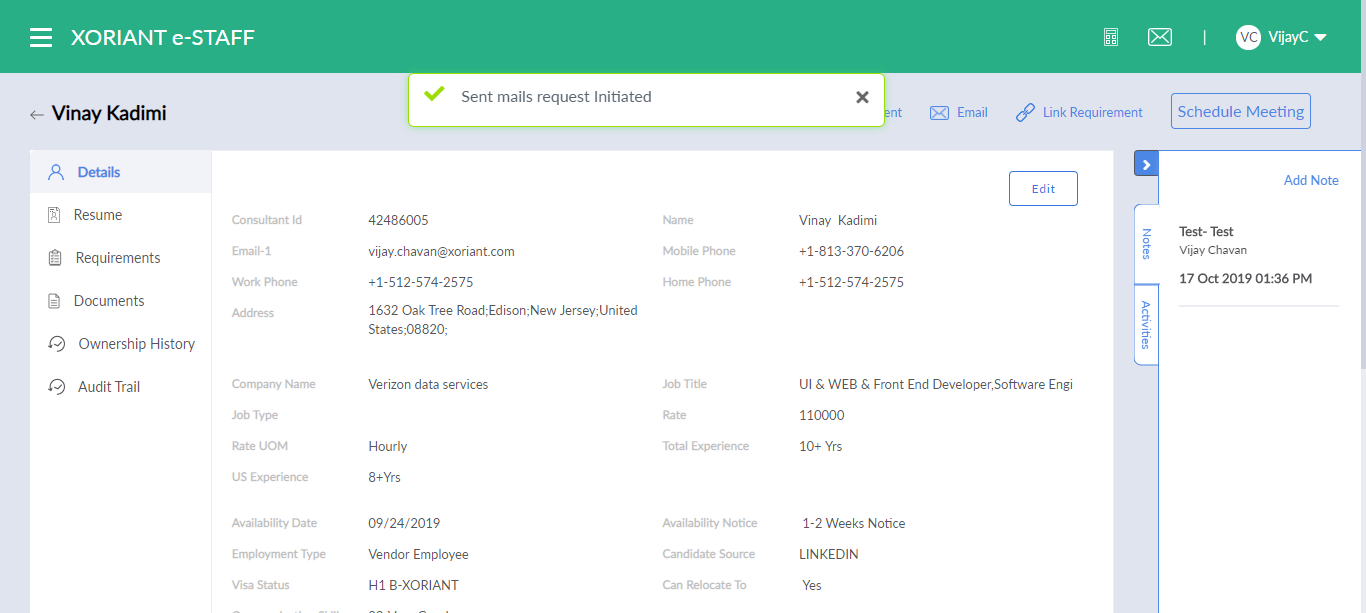 XORIANT e-STAFF
VC VijayC
Sent mails request Initiated
Vinay Kadimi
Email Link Requirement Schedule Meeting
Details
Resume
Requirements
Documents
Ownership History
Audit Trail
Edit
Consultant Id 42486005 Name Vinay Kadimi
Email-1 vijay.chavan@xoriant.com Mobile Phone +1-813-370-6206
Work Phone +1-512-574-2575 Home Phone +1-512-574-2575
Address 1632 Oak Tree Road;Edison;New Jersey;United
States;08820;
Company Name Verizon data services Job Title UI & WEB & Front End Developer,Software Engi
Job Type Rate 110000
Rate UOM Hourly Total Experience 10+ Yrs
US Experience 8+Yrs
Availability Date 09/24/2019 Availability Notice 1-2 Weeks Notice
Employment Type Vendor Employee Candidate Source LINKEDIN
Visa Status H1 B-XORIANT Can Relocate To Yes
Add Note
Notes
Activities
Test- Test
Vijay Chavan
17 Oct 2019 01:36 PM